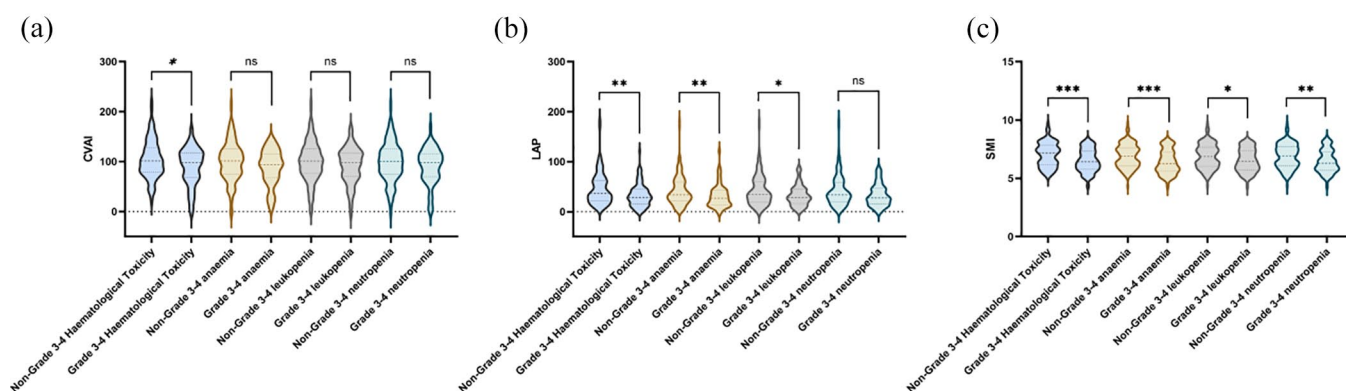 (a)
CVAI
300
200
100
0
*
ns
ns
ns
Non-Grade 3-4 Haematological Toxicity
Grade 3-4 Haematological Toxicity
Non-Grade 3-4 anaemia
Grade 3-4 anaemia
Non-Grade 3-4 leukopenia
Grade 3-4 leukopenia
Non-Grade 3-4 neutropenia
Grade 3-4 neutropenia
(b)
LAP
300
200
100
0
**
**
*
ns
Non-Grade 3-4 Haematological Toxicity
Grade 3-4 Haematological Toxicity
Non-Grade 3-4 anaemia
Grade 3-4 anaemia
Non-Grade 3-4 leukopenia
Grade 3-4 leukopenia
Non-Grade 3-4 neutropenia
Grade 3-4 neutropenia
(c)
SMI
15
10
5
0
***
***
*
**
Non-Grade 3-4 Haematological Toxicity
Grade 3-4 Haematological Toxicity
Non-Grade 3-4 anaemia
Grade 3-4 anaemia
Non-Grade 3-4 leukopenia
Grade 3-4 leukopenia
Non-Grade 3-4 neutropenia
Grade 3-4 neutropenia